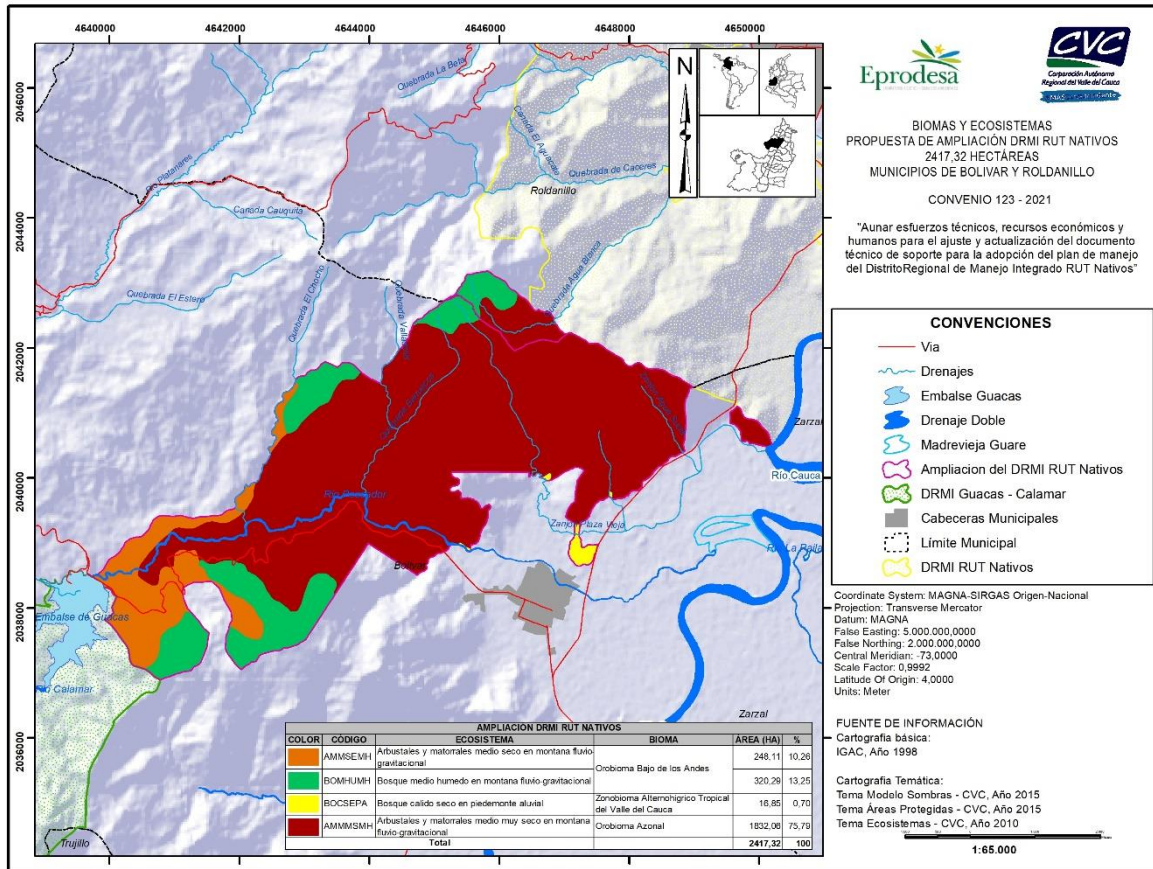 4640000
4642000
4644000
4646000
4648000
4650000
2046000
2044000
2042000
2040000
2038000
2036000
N
Quebrada La Bella
Rio Platanares
Cañada El Aguacate
Quebrada de Caceres
Roldanillo
Canada Cauquita
Quebrada El Chocho
Quebrada El Estero
Quebrada Agua Blanca
Zarzal
Río Cauca
Zanjon Plaza Viejo
Rio La Paila
Bolívar
Embalse de Guacas
Rio Calamar
Zarzal
Trujillo
AMPLIACIÓN DRMI RUT NATIVOS
COLOR CÓDIGO ECOSISTEMA BIOMA ÁREA (HA) %
AMMSEMH Arbustales y matorrales medio seco en montana fluvio-gravitacional Orobioma Bajo de los Andes 248,11 10,26
BOMHUMH Bosque medio humedo en montana fluvio-gravitacional 320,29 13,25
BOCSEPA Bosque calido seco en piedemonte aluvial Zonobioma Alternohigrico Tropical del Valle del Cauca 16,85 0,70
AMMMSMH Arbustales y matorrales medio muy seco en montana fluvio-gravitacional Orobioma Azonal 1832,06 75,79
Total 2417,32 100
Eprodesa
CVC
Corporación Autónoma
Regional del Valle del Cauca
BIOMAS Y ECOSISTEMAS
PROPUESTA DE AMPLIACIÓN DRMI RUT NATIVOS
2417,32 HECTÁREAS
MUNICIPIOS DE BOLIVAR Y ROLDANILLO
CONVENIO 123 - 2021
"Aunar esfuerzos técnicos, recursos económicos y
humanos para el ajuste y actualización del documento
técnico de soporte para la adopción del plan de manejo
del DistritoRegional de Manejo Integrado RUT Nativos"
CONVENCIONES
Via
Drenajes
Embalse Guacas
Drenaje Doble
Madrevieja Guare
Ampliacion del DRMI RUT Nativos
DRMI Guacas - Calamar
Cabeceras Municipales
Límite Municipal
DRMI RUT Nativos
Coordinate System: MAGNA-SIRGAS Origen-Nacional
Projection: Transverse Mercator
Datum: MAGNA
False Easting: 5.000.000,0000
False Northing: 2.000.000,0000
Central Meridian: -73,0000
Scale Factor: 0,9992
Latitude Of Origin: 4,0000
Units: Meter
FUENTE DE INFORMACIÓN
Cartografía básica:
IGAC, Año 1998
Cartografía Temática:
Tema Modelo Sombras - CVC, Año 2015
Tema Áreas Protegidas - CVC, Año 2015
Tema Ecosistemas - CVC, Año 2010
1:65.000